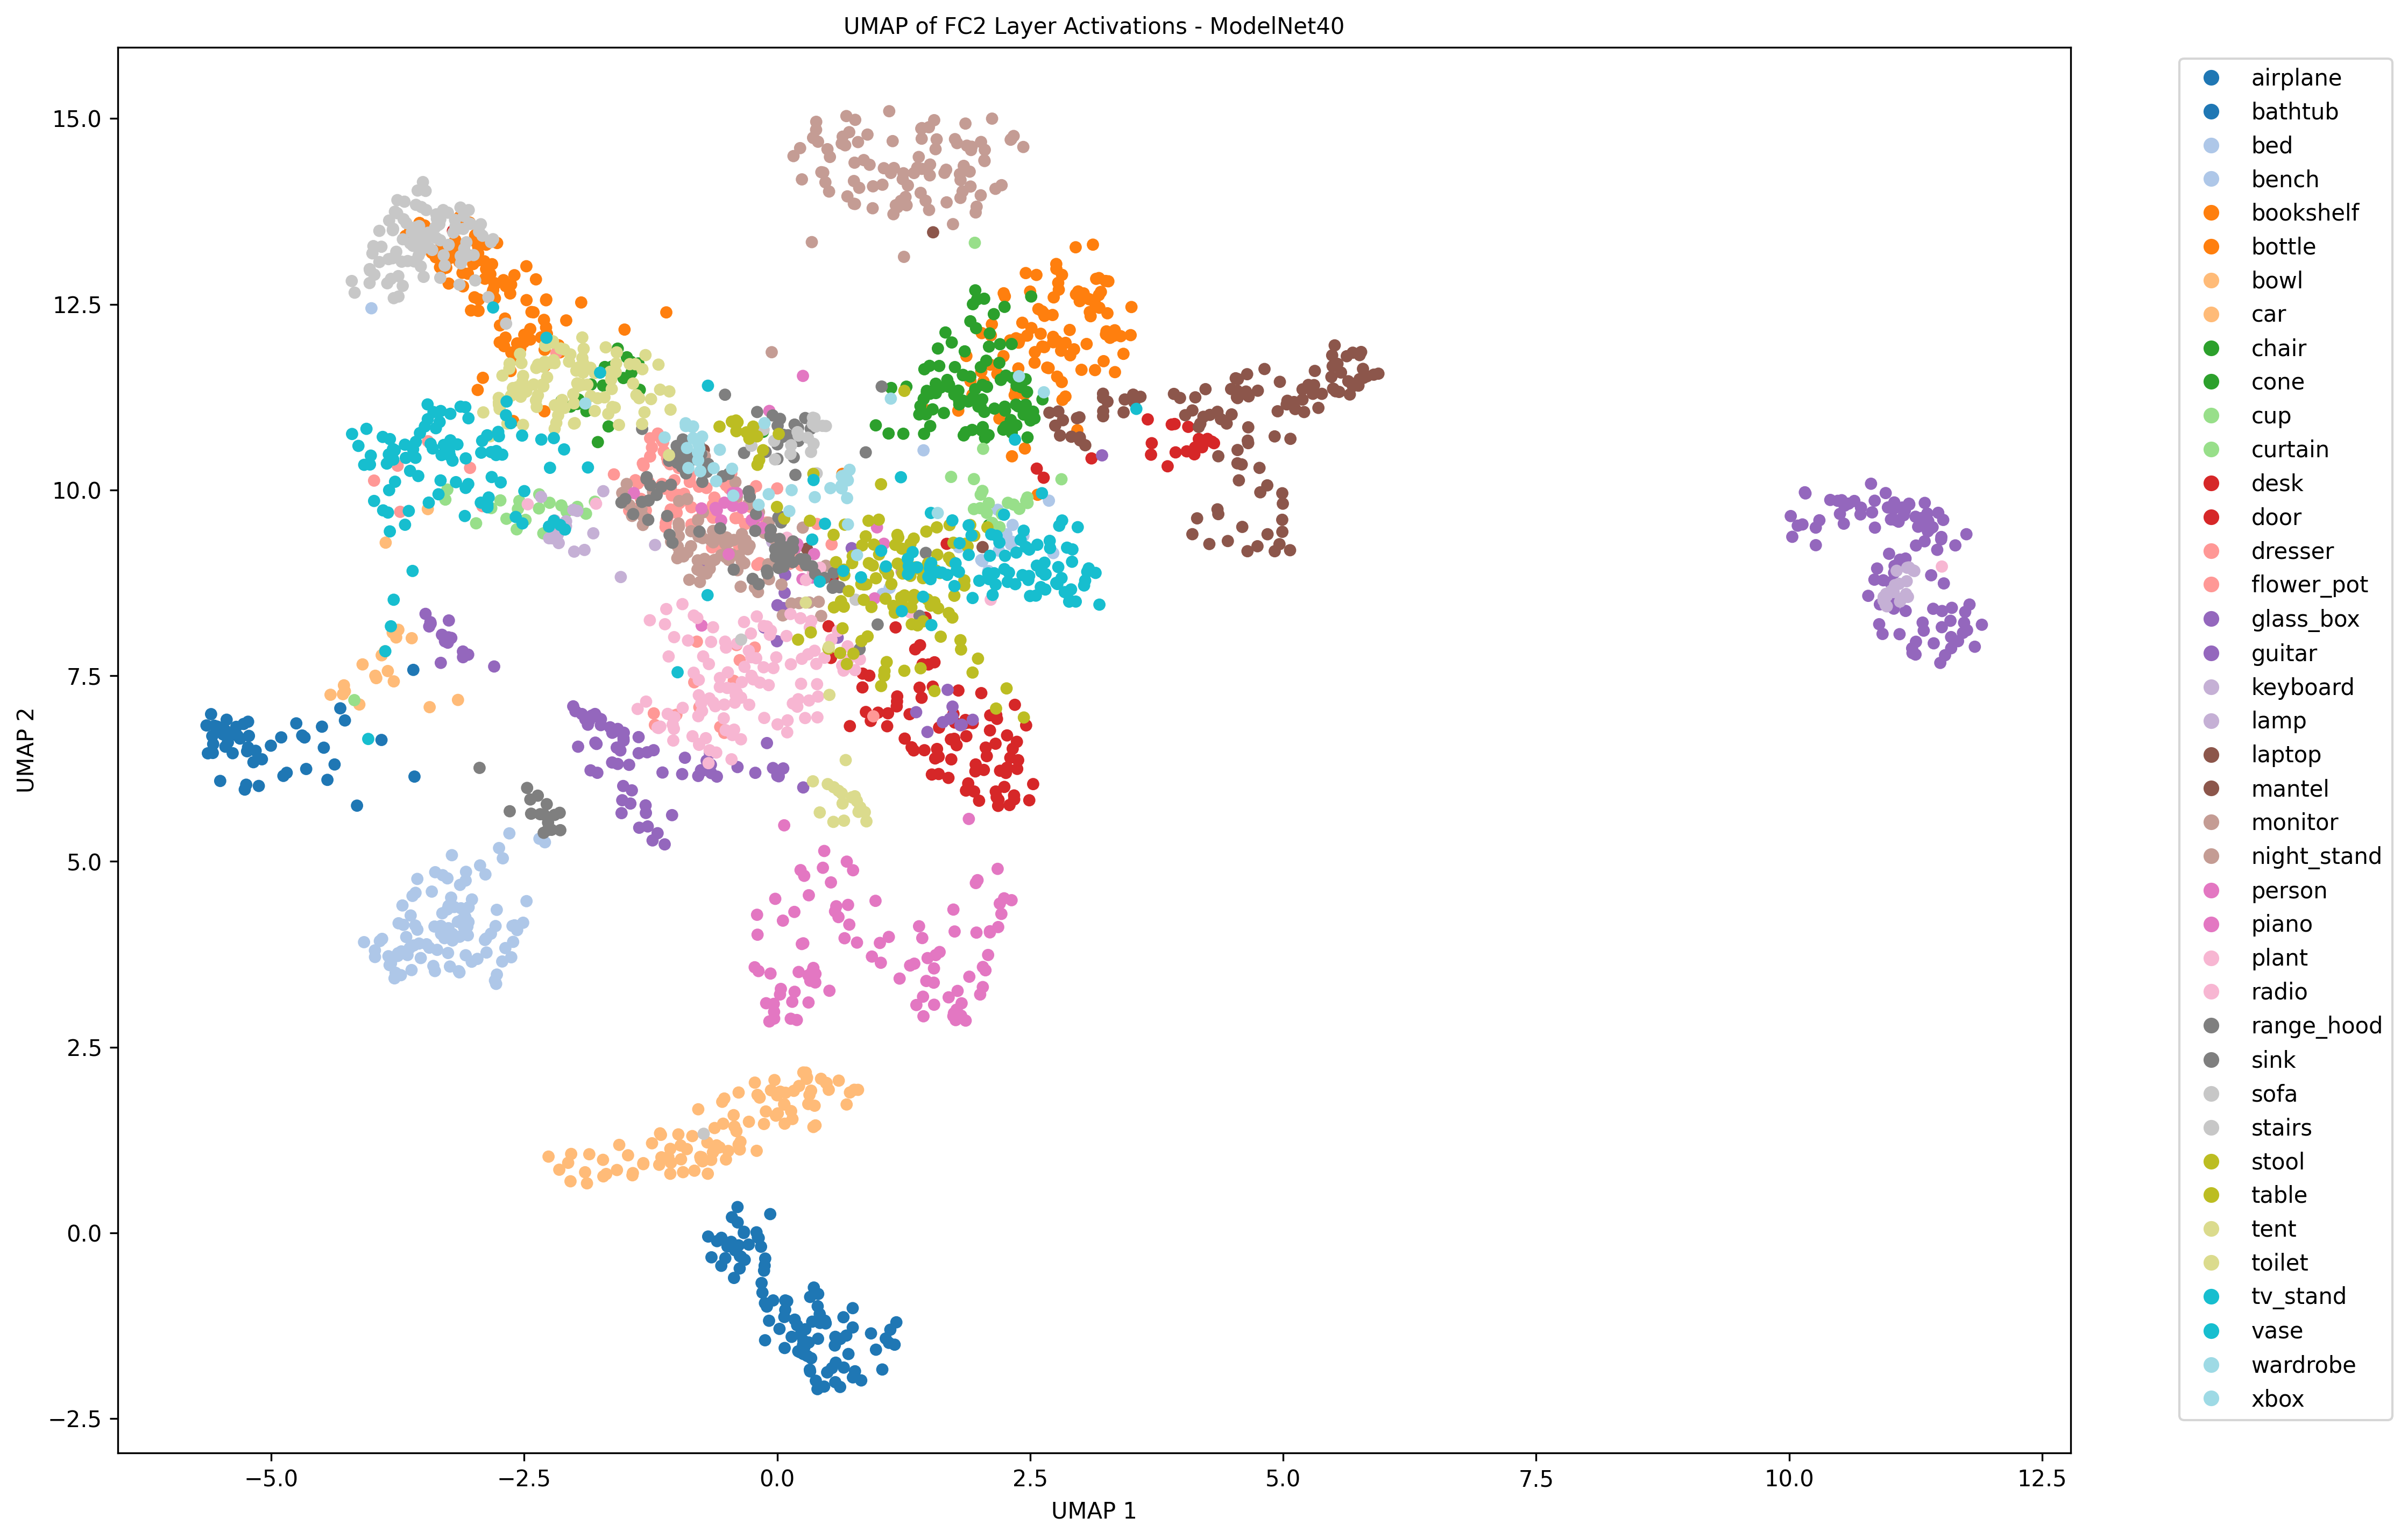 UMAP of FC2 Layer Activations - ModelNet40
15.0
12.5
10.0
7.5
5.0
2.5
0.0
−2.5
UMAP 2
−5.0
−2.5
0.0
2.5
5.0
7.5
10.0
12.5
UMAP 1
airplane
bathtub
bed
bench
bookshelf
bottle
bowl
car
chair
cone
cup
curtain
desk
door
dresser
flower_pot
glass_box
guitar
keyboard
lamp
laptop
mantel
monitor
night_stand
person
piano
plant
radio
range_hood
sink
sofa
stairs
stool
table
tent
toilet
tv_stand
vase
wardrobe
xbox